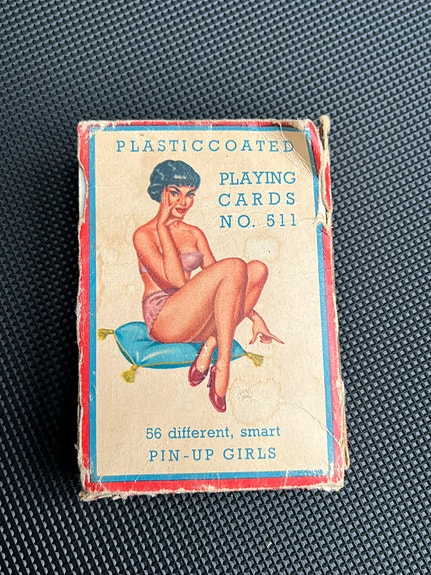 PLASTICCOATED
PLAYING
CARDS
NO. 511
56 different, smart
PIN-UP GIRLS